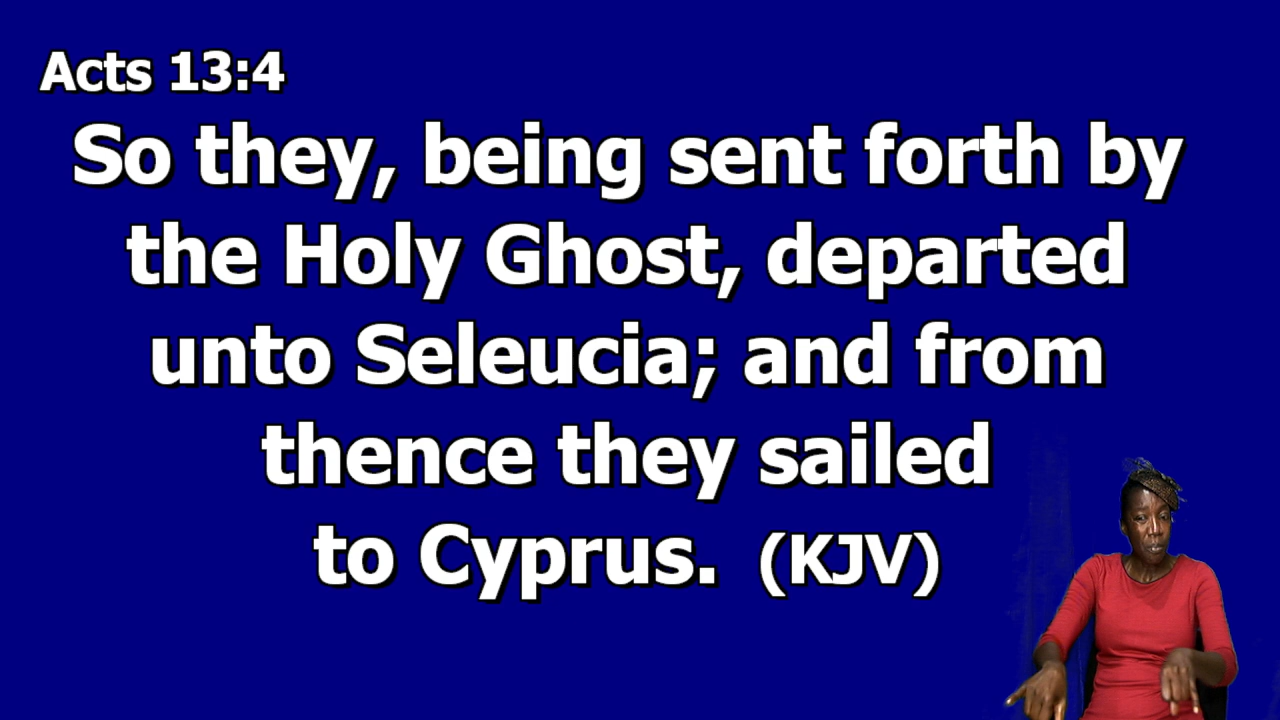 Acts 13:4
So they, being sent forth by
the Holy Ghost, departed
unto Seleucia; and from
thence they sailed
to Cyprus. (KJV)